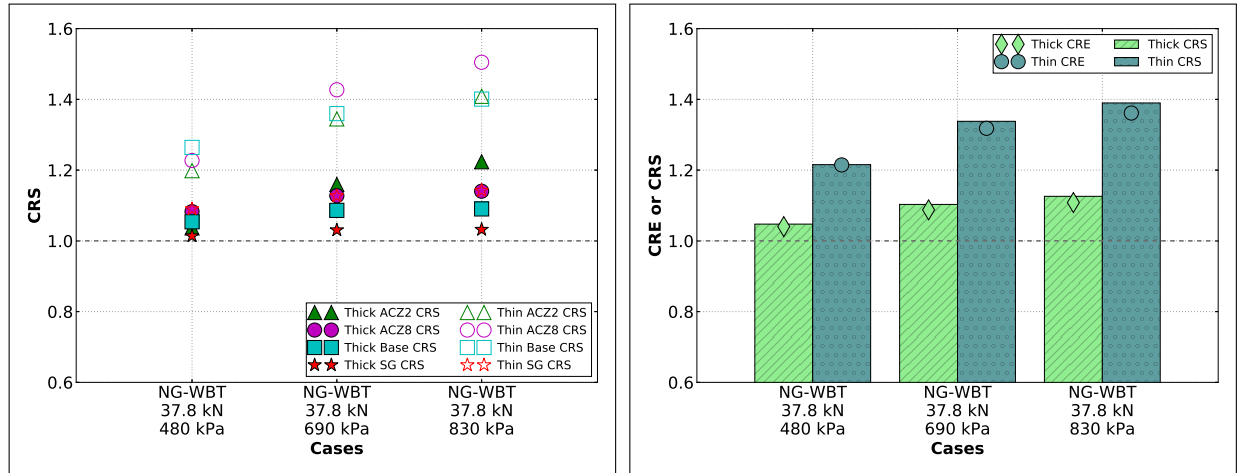 1.6
1.4
1.2
1.0
0.8
0.6
CRS
Thick ACZ2 CRS
Thick ACZ8 CRS
Thick Base CRS
Thick SG CRS
Thin ACZ2 CRS
Thin ACZ8 CRS
Thin Base CRS
Thin SG CRS
NG-WBT
37.8 kN
480 kPa
NG-WBT
37.8 kN
690 kPa
NG-WBT
37.8 kN
830 kPa
Cases
1.6
1.4
1.2
1.0
0.8
0.6
CRE or CRS
Thick CRE
Thin CRE
Thick CRS
Thin CRS
NG-WBT
37.8 kN
480 kPa
NG-WBT
37.8 kN
690 kPa
NG-WBT
37.8 kN
830 kPa
Cases